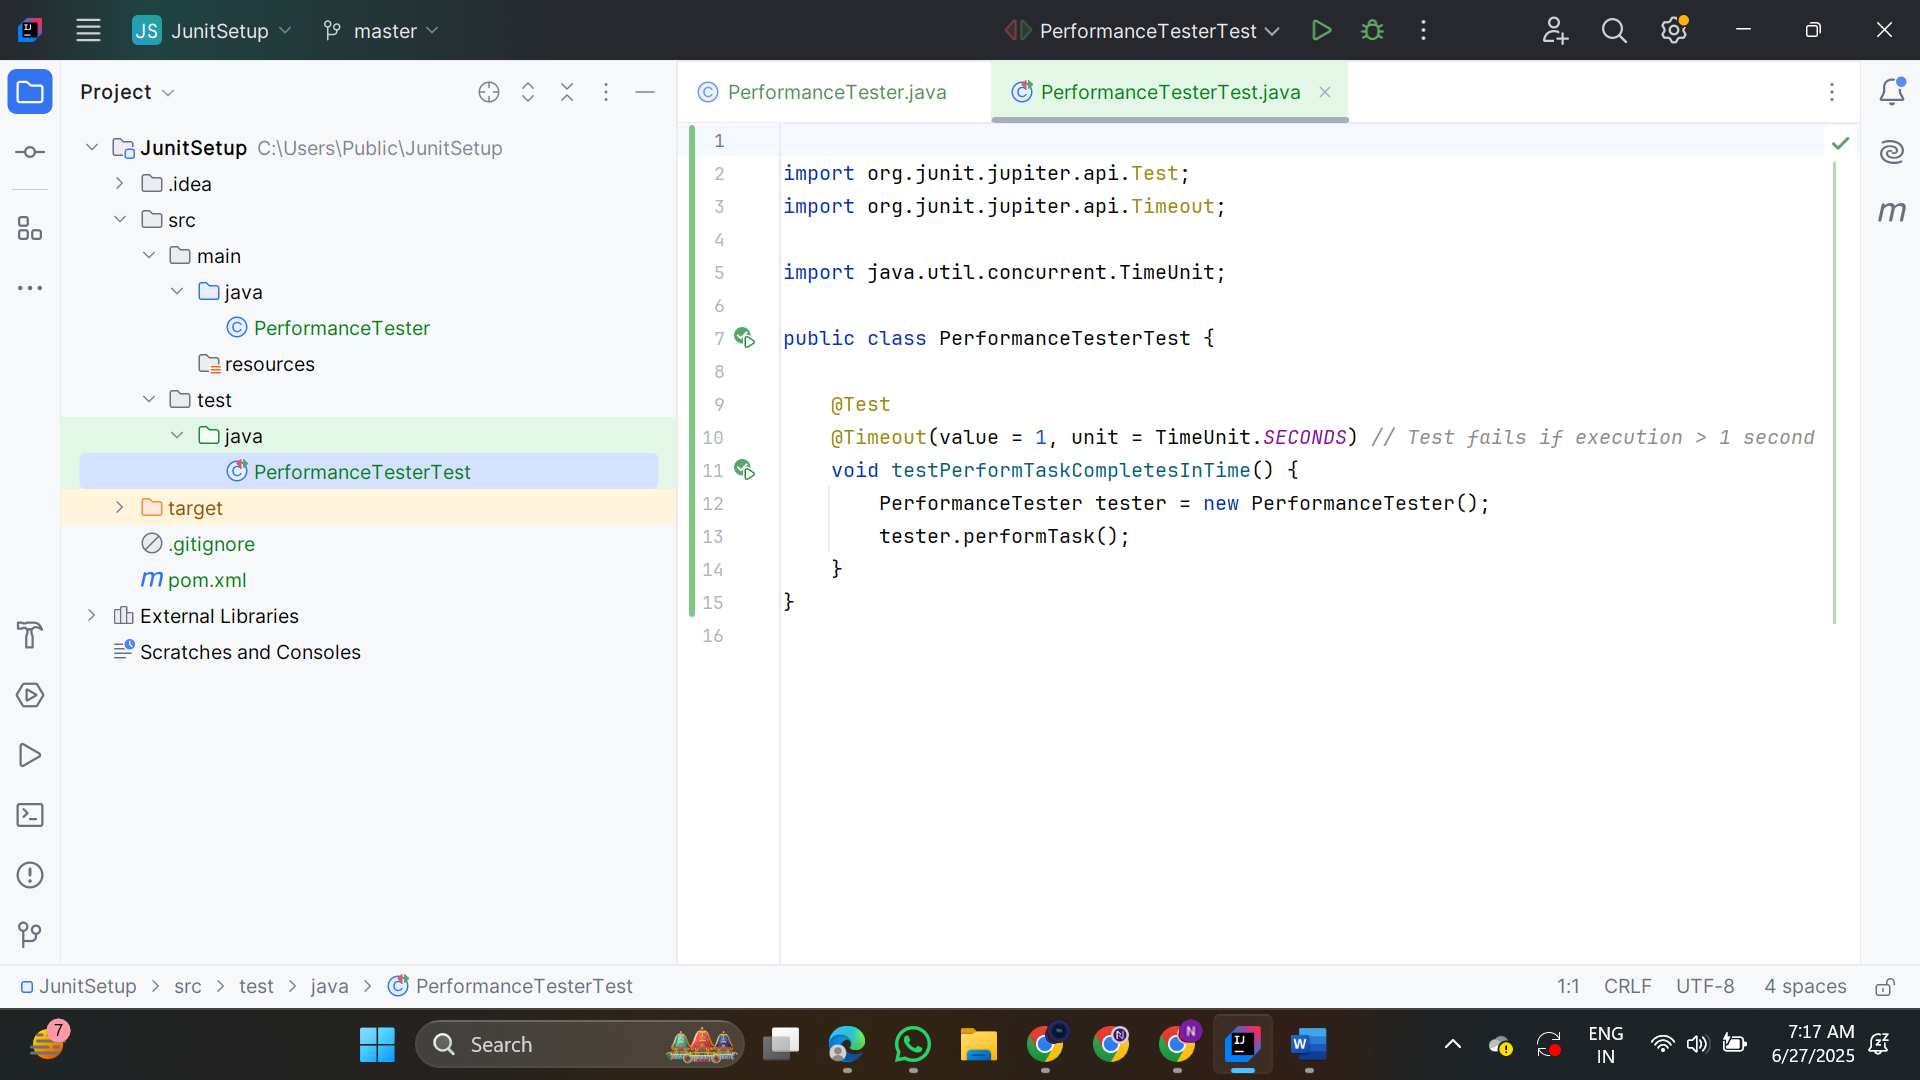 IJ
JS JunitSetup
master
PerformanceTesterTest
Project
PerformanceTester.java
PerformanceTesterTest.java
JunitSetup C:\Users\Public\JunitSetup
.idea
src
main
java
C PerformanceTester
resources
test
java
C PerformanceTesterTest
target
.gitignore
m pom.xml
External Libraries
Scratches and Consoles
1
2 import org.junit.jupiter.api.Test;
3 import org.junit.jupiter.api.Timeout;
4
5 import java.util.concurrent.TimeUnit;
6
7 public class PerformanceTesterTest {
8
9 @Test
10 @Timeout(value = 1, unit = TimeUnit.SECONDS) // Test fails if execution > 1 second
11 void testPerformTaskCompletesInTime() {
12 PerformanceTester tester = new PerformanceTester();
13 tester.performTask();
14 }
15 }
16
m
JunitSetup > src > test > java > PerformanceTesterTest
1:1 CRLF UTF-8 4 spaces
7
Search
N
N
IJ
W
ENG
IN
7:17 AM
6/27/2025